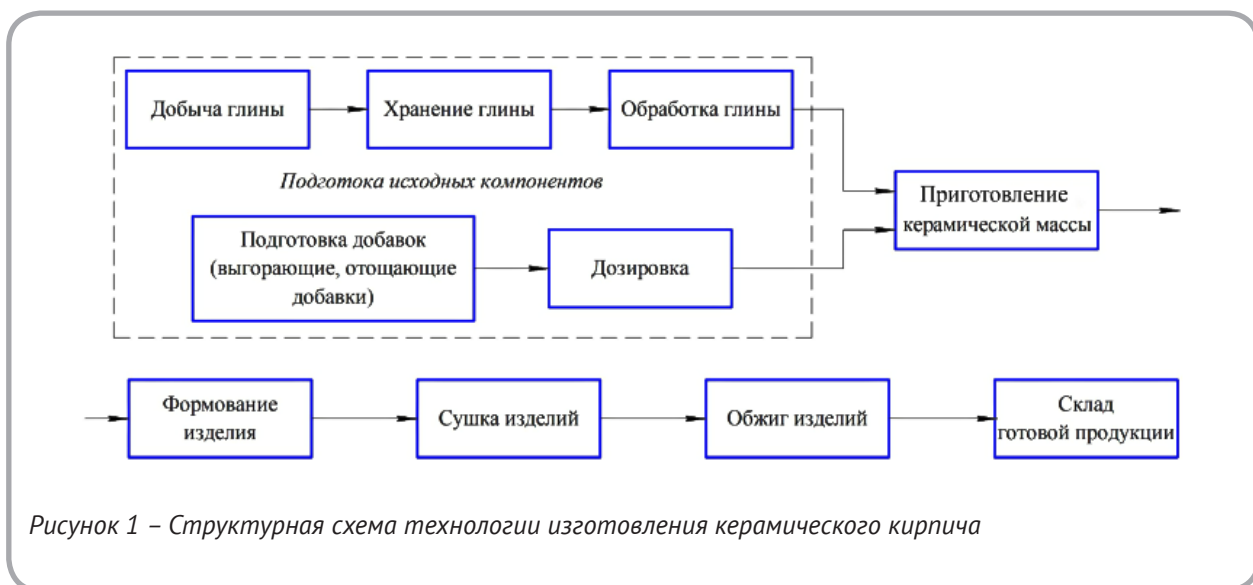 Добыча глины
Хранение глины
Обработка глины
Подготока исходных компонентов
Приготовление
керамической массы
Подготовка добавок
(выгорающие, отощающие
добавки)
Дозировка
Формование
изделия
Сушка изделий
Обжиг изделий
Склад
готовой продукции
Рисунок 1 – Структурная схема технологии изготовления керамического кирпича